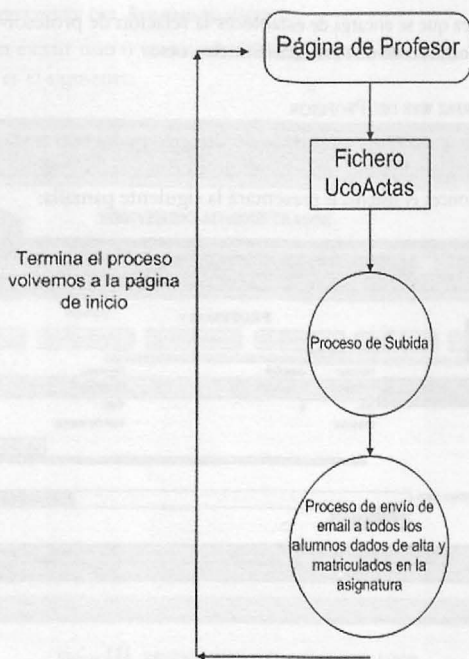 Página de Profesor
Fichero
UcoActas
Termina el proceso
volvemos a la página
de inicio
Proceso de Subida
Proceso de envío de
email a todos los
alumnos dados de alta y
matriculados en la
asignatura